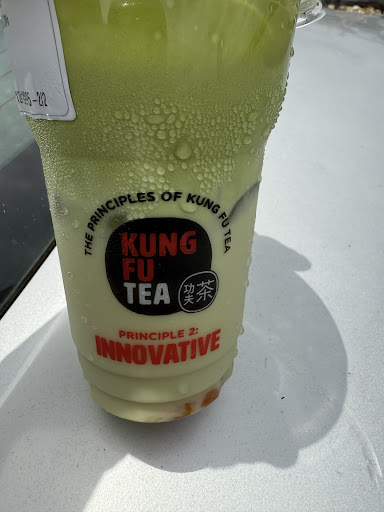 THE PRINCIPLES OF KUNG FU TEA
KUNG
FU
TEA
功夫茶
PRINCIPLE 2:
INNOVATIVE